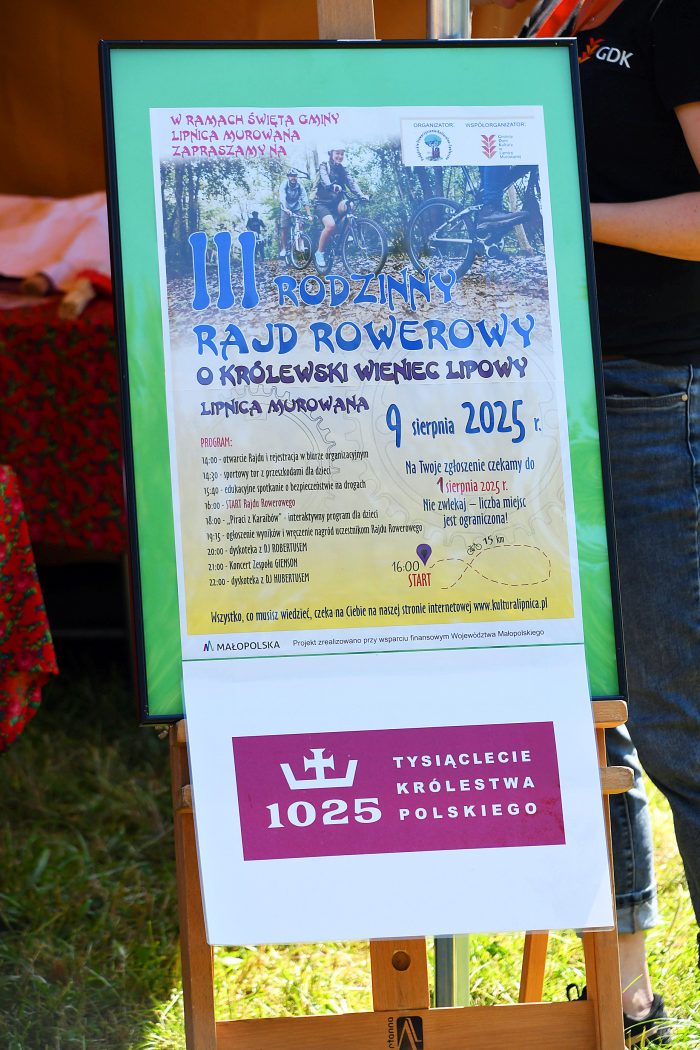 GDK
W RAMACH ŚWIĘTA GMINY
LIPNICA MUROWANA
ZAPRASZAMY NA
ORGANIZATOR:
WSPÓŁORGANIZATOR:
Gminny
Dom
Kultury
w
Lipnicy
Murowanej
III RODZINNY
RAJD ROWEROWY
O KRÓLEWSKI WIENIEC LIPOWY
LIPNICA MUROWANA
9 sierpnia 2025 r.
PROGRAM:
14:00 - otwarcie Rajdu i rejestracja w biurze organizacyjnym
14:30 - sportowy tor z przeszkodami dla dzieci
15:40 - edukacyjne spotkanie o bezpieczeństwie na drogach
16:00 - START Rajdu Rowerowego
18:00 - „Piraci z Karaibów" - interaktywny program dla dzieci
19:15 - ogłoszenie wyników i wręczenie nagród uczestnikom Rajdu Rowerowego
20:00 - dyskoteka z DJ ROBERTUSEM
21:00 - Koncert Zespołu GIENSON
22:00 - dyskoteka z DJ HUBERTUSEM
Na Twoje zgłoszenie czekamy do
1 sierpnia 2025 r.
Nie zwlekaj – liczba miejsc
jest ograniczona!
15 km
16:00
START
Wszystko, co musisz wiedzieć, czeka na Ciebie na naszej stronie internetowej www.kulturalipnica.pl
MAŁOPOLSKA
Projekt zrealizowano przy wsparciu finansowym Województwa Małopolskiego
1025
TYSIĄCLECIE
KRÓLESTWA
POLSKIEGO